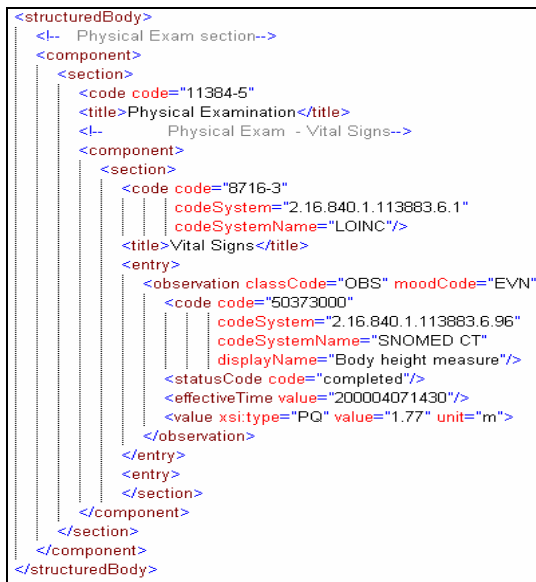 <structuredBody>
<!-- Physical Exam section-->
<component>
<section>
<code code="11384-5"
<title>Physical Examination</title>
<!-- Physical Exam - Vital Signs-->
<component>
<section>
<code code="8716-3"
codeSystem="2.16.840.1.113883.6.1"
codeSystemName="LOINC"/>
<title>Vital Signs</title>
<entry>
<observation classCode="OBS" moodCode="EVN"
<code code="50373000"
codeSystem="2.16.840.1.113883.6.96"
codeSystemName="SNOMED CT"
displayName="Body height measure"/>
<statusCode code="completed"/>
<effectiveTime value="200004071430"/>
<value xsi:type="PQ" value="1.77" unit="m">
</observation>
</entry>
<entry>
</section>
</component>
</section>
</component>
</structuredBody>